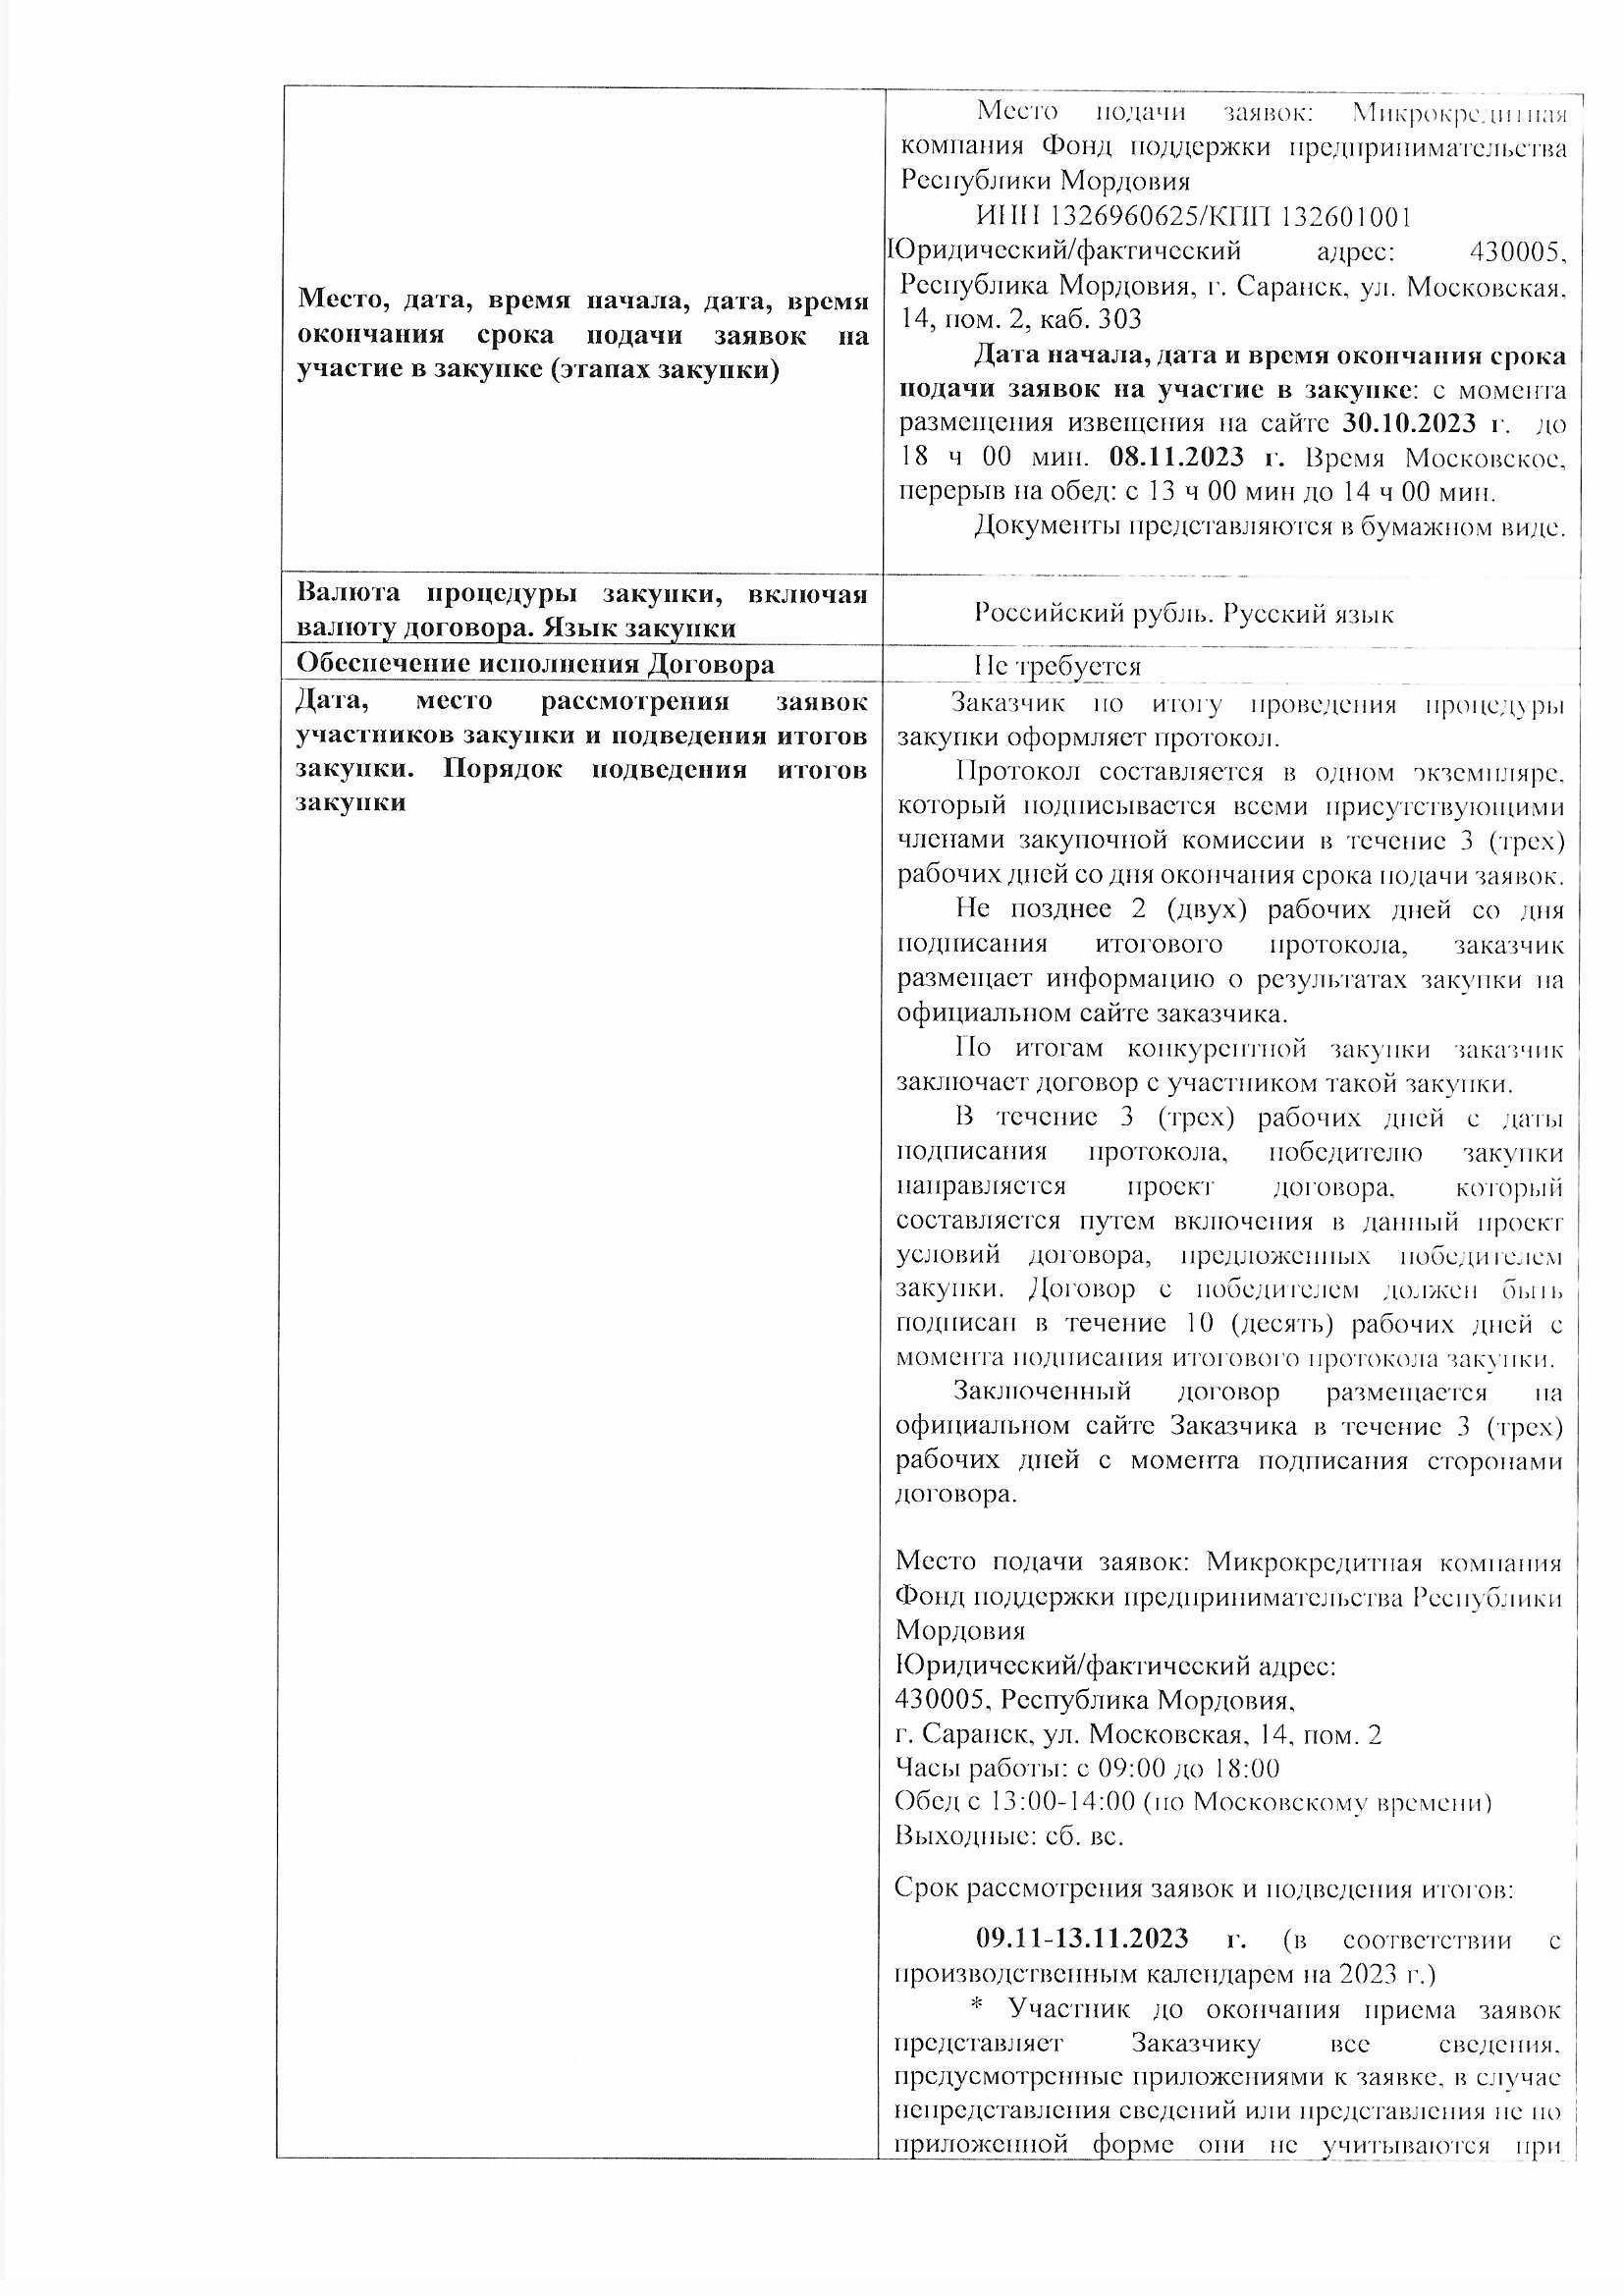 Место, дата, время начала, дата, время
окончания срока подачи заявок на
участие в закупке (этапах закупки)
Место подачи заявок: Микрокредитная
компания Фонд поддержки предпринимательства
Республики Мордовия
ИНН 1326960625/КПП 132601001
Юридический/фактический адрес: 430005,
Республика Мордовия, г. Саранск, ул. Московская,
14, пом. 2, каб. 303
Дата начала, дата и время окончания срока
подачи заявок на участие в закупке: с момента
размещения извещения на сайте 30.10.2023 г. до
18 ч 00 мин. 08.11.2023 г. Время Московское,
перерыв на обед: с 13 ч 00 мин до 14 ч 00 мин.
Документы представляются в бумажном виде.
Валюта процедуры закупки, включая
валюту договора. Язык закупки
Российский рубль. Русский язык
Обеспечение исполнения Договора
Не требуется
Дата, место рассмотрения заявок
участников закупки и подведения итогов
закупки. Порядок подведения итогов
закупки
Заказчик по итогу проведения процедуры
закупки оформляет протокол.
Протокол составляется в одном экземпляре,
который подписывается всеми присутствующими
членами закупочной комиссии в течение 3 (трех)
рабочих дней со дня окончания срока подачи заявок.
Не позднее 2 (двух) рабочих дней со дня
подписания итогового протокола, заказчик
размещает информацию о результатах закупки на
официальном сайте заказчика.
По итогам конкурентной закупки заказчик
заключает договор с участником такой закупки.
В течение 3 (трех) рабочих дней с даты
подписания протокола, победителю закупки
направляется проект договора, который
составляется путем включения в данный проект
условий договора, предложенных победителем
закупки. Договор с победителем должен быть
подписан в течение 10 (десять) рабочих дней с
момента подписания итогового протокола закупки.
Заключенный договор размещается на
официальном сайте Заказчика в течение 3 (трех)
рабочих дней с момента подписания сторонами
договора.
Место подачи заявок: Микрокредитная компания
Фонд поддержки предпринимательства Республики
Мордовия
Юридический/фактический адрес:
430005, Республика Мордовия,
г. Саранск, ул. Московская, 14, пом. 2
Часы работы: с 09:00 до 18:00
Обед с 13:00-14:00 (по Московскому времени)
Выходные: сб. вс.
Срок рассмотрения заявок и подведения итогов:
09.11-13.11.2023 г. (в соответствии с
производственным календарем на 2023 г.)
* Участник до окончания приема заявок
представляет Заказчику все сведения,
предусмотренные приложениями к заявке, в случае
непредставления сведений или представления не по
приложенной форме они не учитываются при